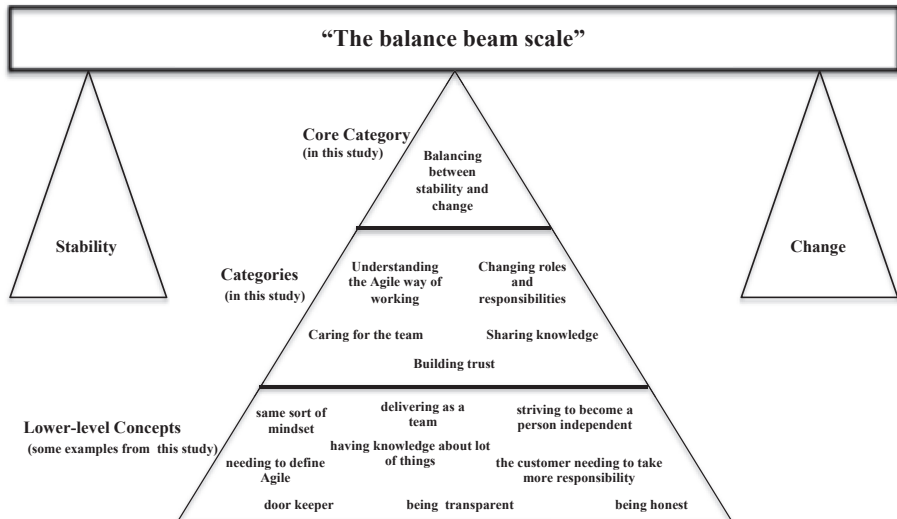 “The balance beam scale”
Core Category
(in this study)
Balancing
between
stability and
change
Stability
Change
Categories
(in this study)
Understanding
the Agile way of
working
Changing roles
and
responsibilities
Caring for the team
Sharing knowledge
Building trust
Lower-level Concepts
(some examples from this study)
same sort of
mindset
delivering as a
team
striving to become a
person independent
needing to define
Agile
having knowledge about lot
of things
the customer needing to take
more responsibility
door keeper
being transparent
being honest